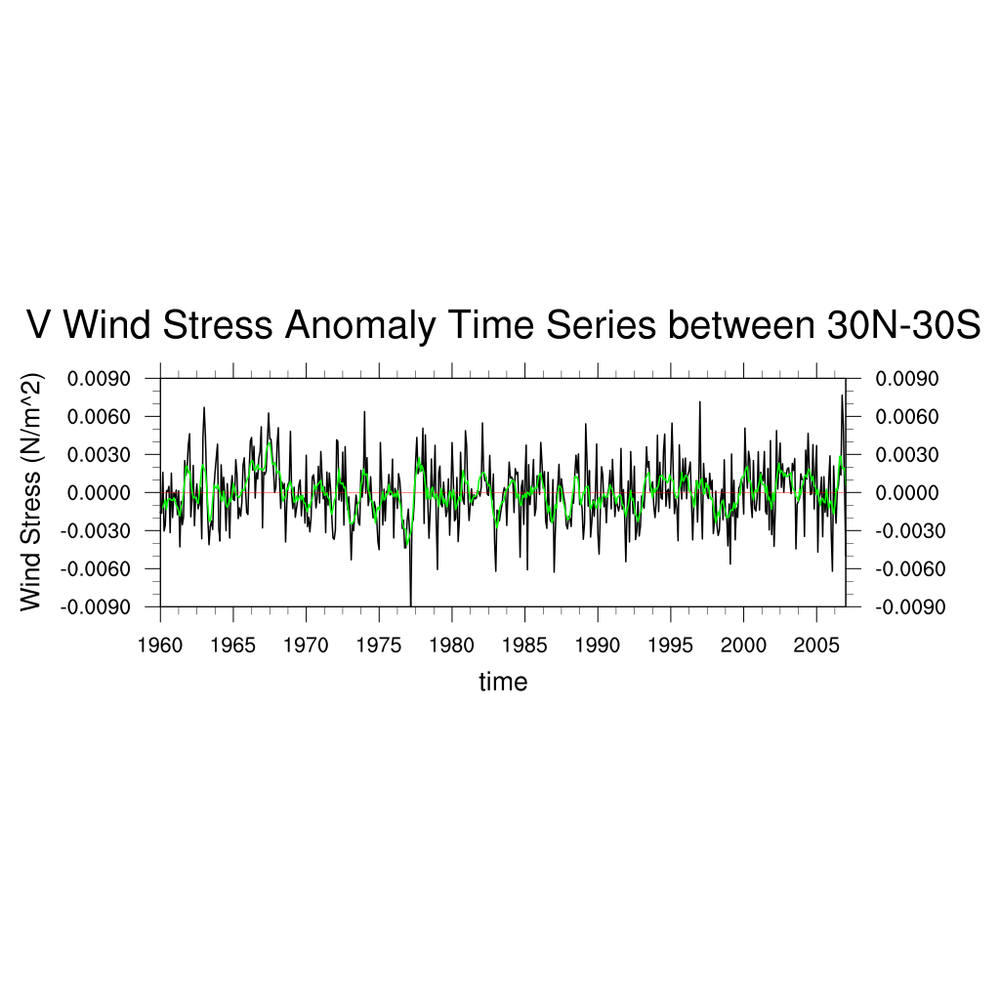 V Wind Stress Anomaly Time Series between 30N-30S
Wind Stress (N/m^2)
0.0090 0.0090
0.0060 0.0060
0.0030 0.0030
0.0000 0.0000
-0.0030 -0.0030
-0.0060 -0.0060
-0.0090 -0.0090
1960 1965 1970 1975 1980 1985 1990 1995 2000 2005
time